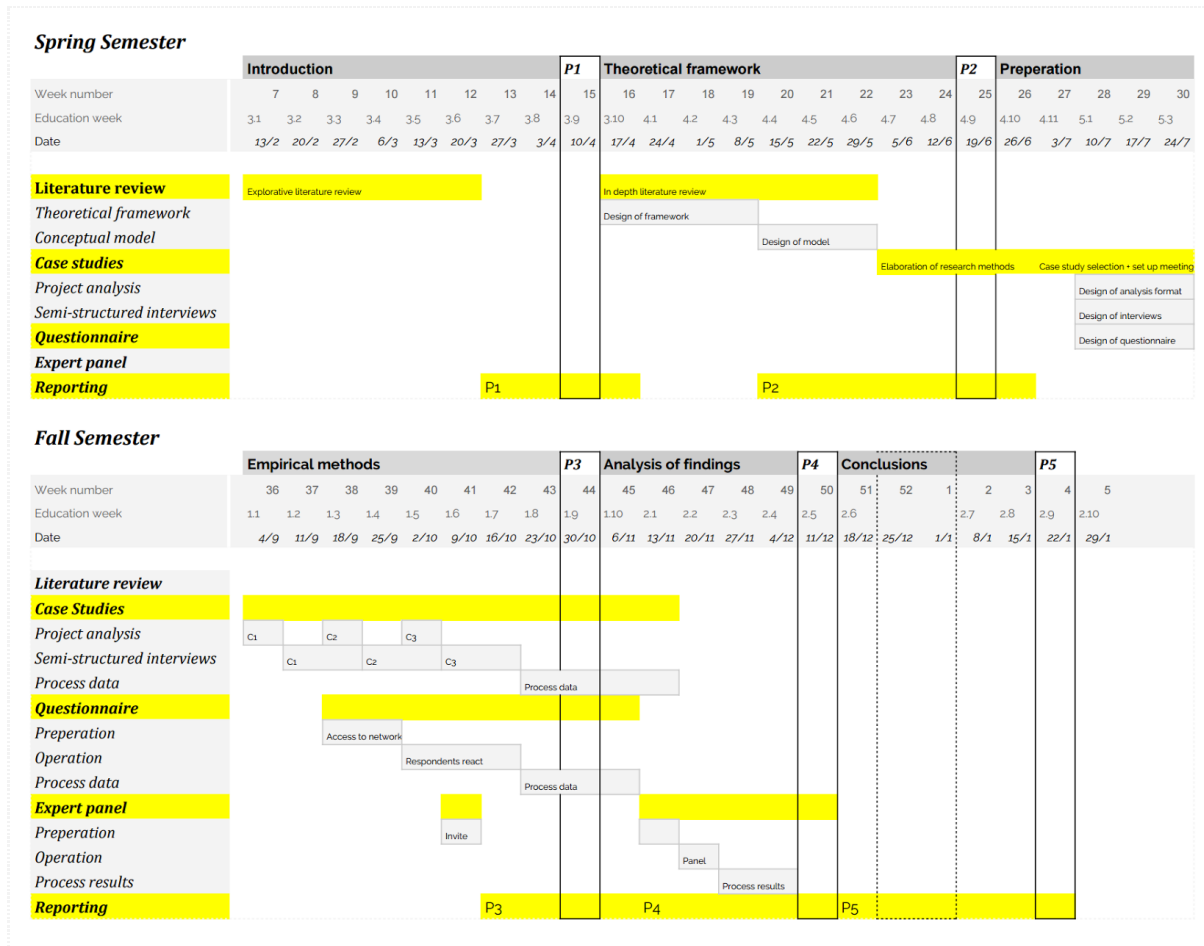 Spring Semester
Introduction P1 Theoretical framework P2 Preperation
Week number 7 8 9 10 11 12 13 14 15 16 17 18 19 20 21 22 23 24 25 26 27 28 29 30
Education week 3.1 3.2 3.3 3.4 3.5 3.6 3.7 3.8 3.9 3.10 4.1 4.2 4.3 4.4 4.5 4.6 4.7 4.8 4.9 4.10 4.11 5.1 5.2 5.3
Date 13/2 20/2 27/2 6/3 13/3 20/3 27/3 3/4 10/4 17/4 24/4 1/5 8/5 15/5 22/5 29/5 5/6 12/6 19/6 26/6 3/7 10/7 17/7 24/7
Literature review Explorative literature review In depth literature review
Theoretical framework Design of framework
Conceptual model Design of model
Case studies Elaboration of research methods Case study selection + set up meeting
Project analysis Design of analysis format
Semi-structured interviews Design of interviews
Questionnaire Design of questionnaire
Expert panel
Reporting P1 P2
Fall Semester
Empirical methods P3 Analysis of findings P4 Conclusions P5
Week number 36 37 38 39 40 41 42 43 44 45 46 47 48 49 50 51 52 1 2 3 4 5
Education week 1.1 1.2 1.3 1.4 1.5 1.6 1.7 1.8 1.9 1.10 2.1 2.2 2.3 2.4 2.5 2.6 2.7 2.8 2.9 2.10
Date 4/9 11/9 18/9 25/9 2/10 9/10 16/10 23/10 30/10 6/11 13/11 20/11 27/11 4/12 11/12 18/12 25/12 1/1 8/1 15/1 22/1 29/1
Literature review
Case Studies
Project analysis C1 C2 C3
Semi-structured interviews C1 C2 C3
Process data Process data
Questionnaire
Preperation Access to network
Operation Respondents react
Process data Process data
Expert panel
Preperation Invite
Operation Panel
Process results Process results
Reporting P3 P4 P5